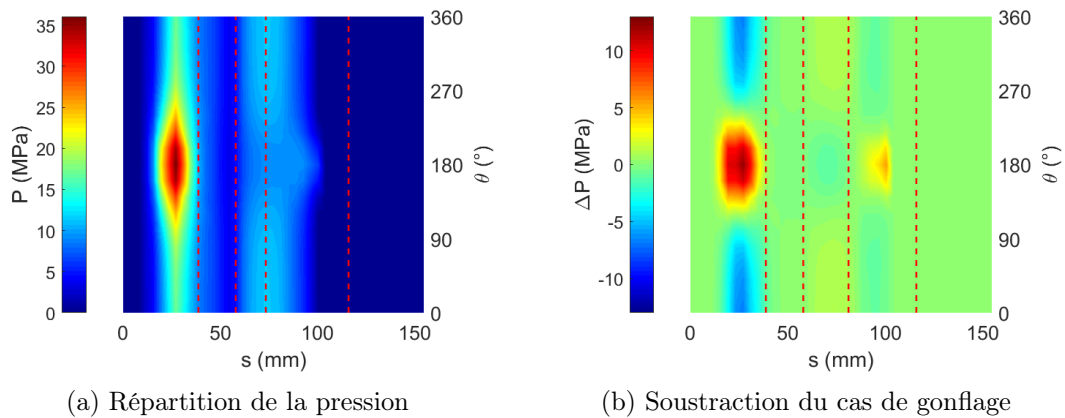 35
30
25
20
15
10
5
0
P (MPa)
360
270
180
90
0
θ (°)
0 50 100 150
s (mm)
(a) Répartition de la pression
10
5
0
-5
-10
ΔP (MPa)
360
270
180
90
0
θ (°)
0 50 100 150
s (mm)
(b) Soustraction du cas de gonflage